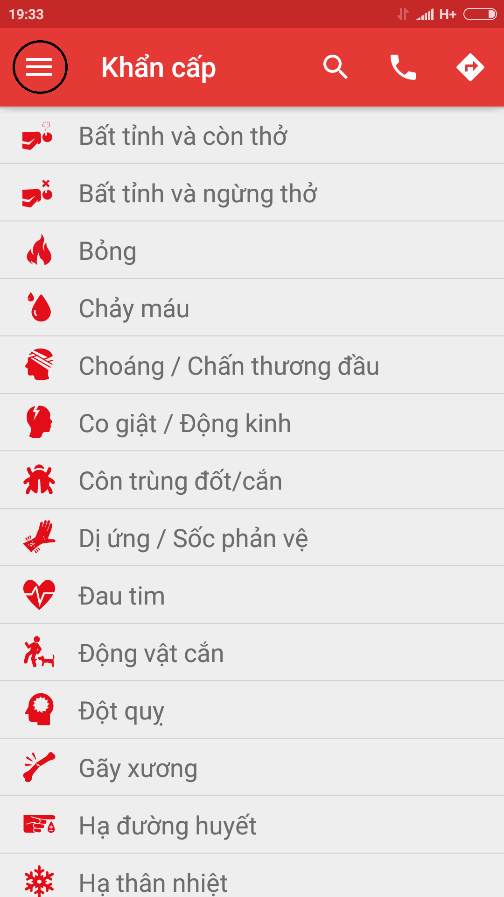 19:33
H+
Khẩn cấp
Bất tỉnh và còn thở
Bất tỉnh và ngừng thở
Bỏng
Chảy máu
Choáng / Chấn thương đầu
Co giật / Động kinh
Côn trùng đốt/cắn
Dị ứng / Sốc phản vệ
Đau tim
Động vật cắn
Đột quỵ
Gãy xương
Hạ đường huyết
Hạ thân nhiệt